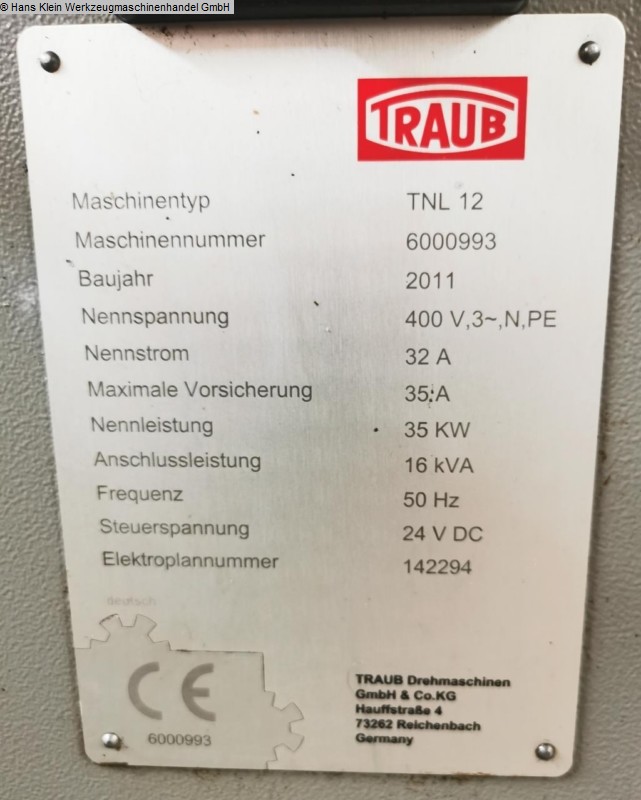 © Hans Klein Werkzeugmaschinenhandel GmbH
TRAUB
Maschinentyp TNL 12
Maschinennummer 6000993
Baujahr 2011
Nennspannung 400 V,3~,N,PE
Nennstrom 32 A
Maximale Vorsicherung 35 A
Nennleistung 35 KW
Anschlussleistung 16 kVA
Frequenz 50 Hz
Steuerspannung 24 V DC
Elektroplannummer 142294
deutsch
CE
6000993
TRAUB Drehmaschinen
GmbH & Co.KG
Hauffstraße 4
73262 Reichenbach
Germany